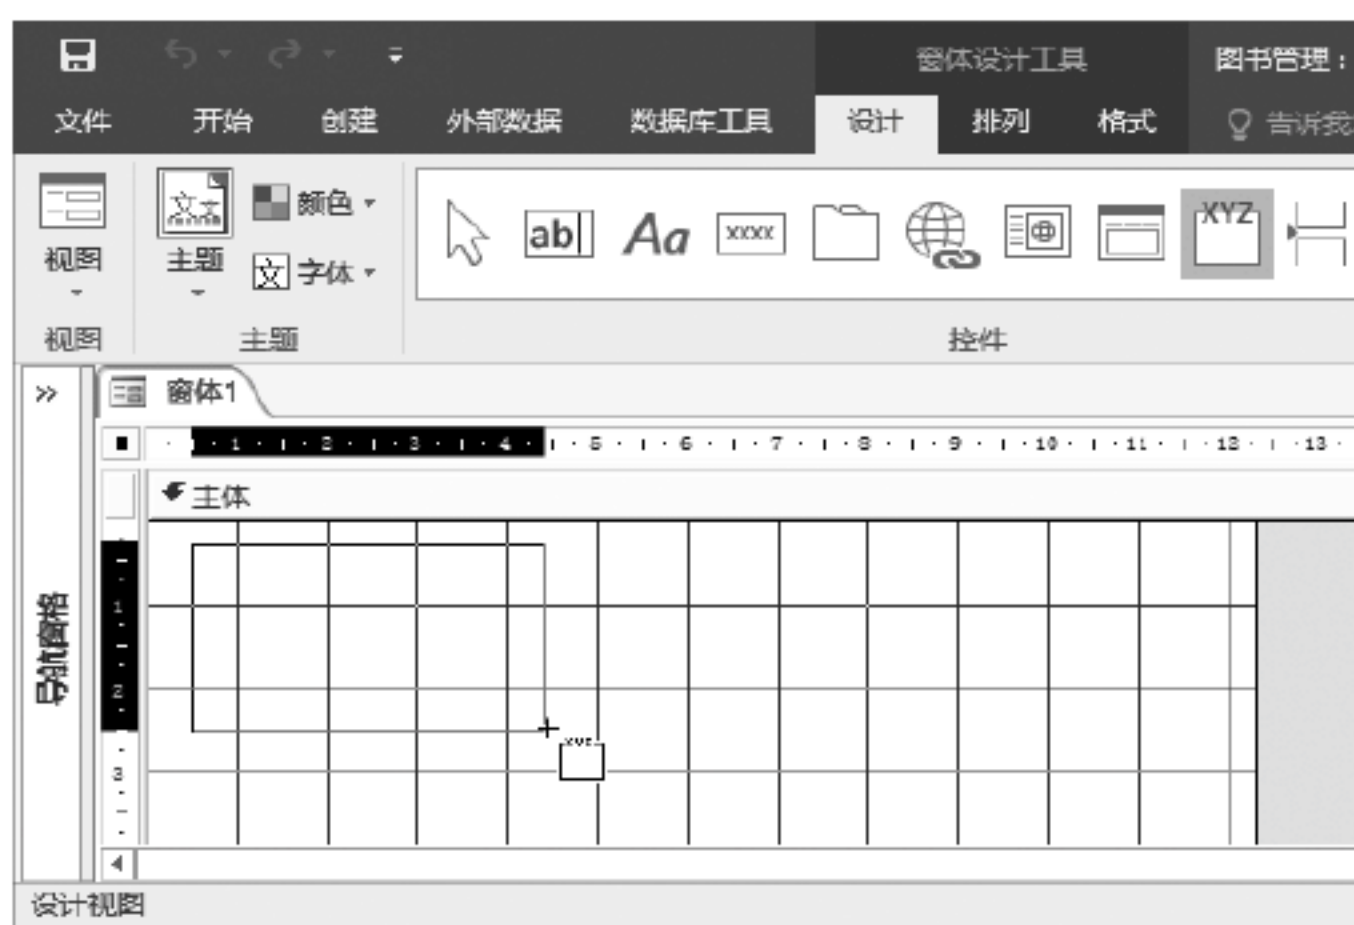 窗体设计工具 图书管理：
文件 开始 创建 外部数据 数据库工具 设计 排列 格式 告诉我
文文 颜色
ab Aa XXXX XYZ
视图 主题 文 字体
视图 主题 控件
» 窗体1
1 2 3 4 5 6 7 8 9 10 11 12 13
主体
1
2
3
导航窗格
设计视图